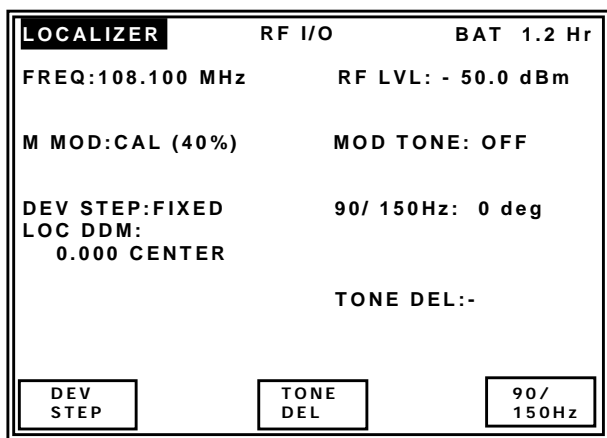 LOCALIZER RF I/O BAT 1.2 Hr
FREQ:108.100 MHz RF LVL: - 50.0 dBm
M MOD:CAL (40%) MOD TONE: OFF
DEV STEP:FIXED 90/ 150Hz: 0 deg
LOC DDM:
0.000 CENTER
TONE DEL:-
DEV STEP TONE DEL 90/ 150Hz